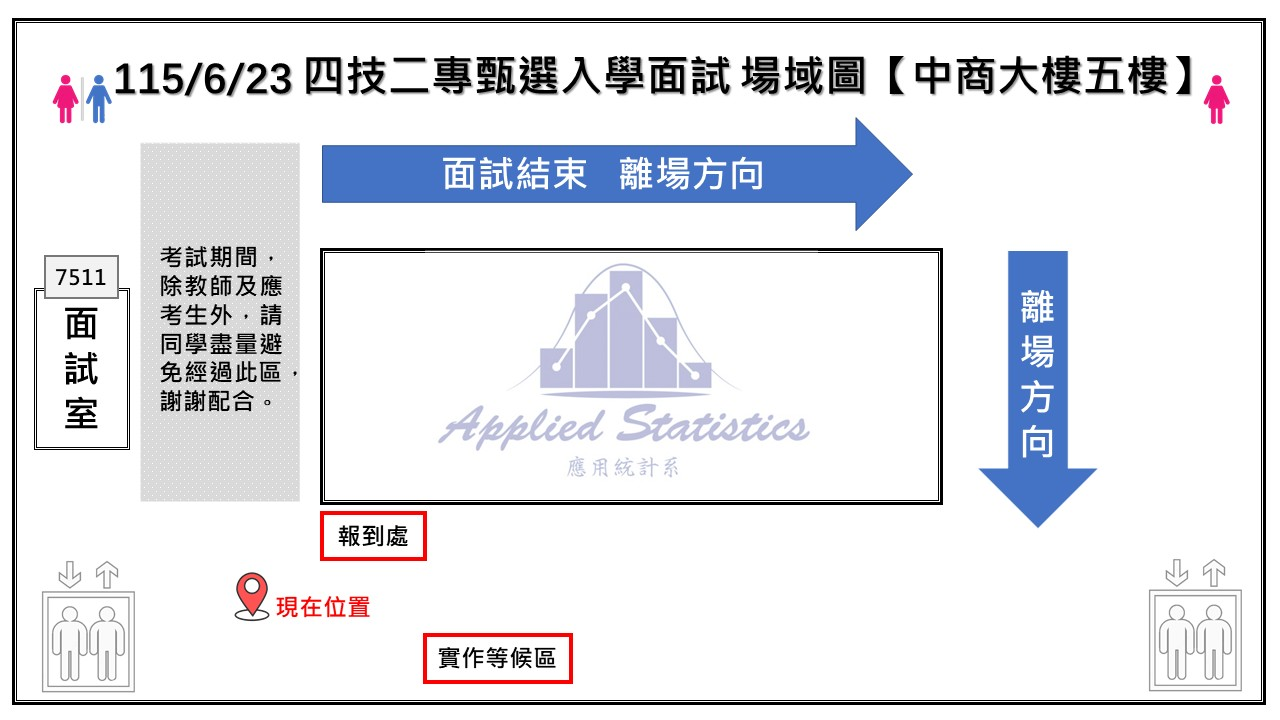 115/6/23 四技二專甄選入學面試 場域圖【中商大樓五樓】
面試結束 離場方向
考試期間，
除教師及應
考生外，請
同學盡量避
免經過此區，
謝謝配合。
7511
面試室
離場方向
Applied Statistics
應用統計系
報到處
現在位置
實作等候區